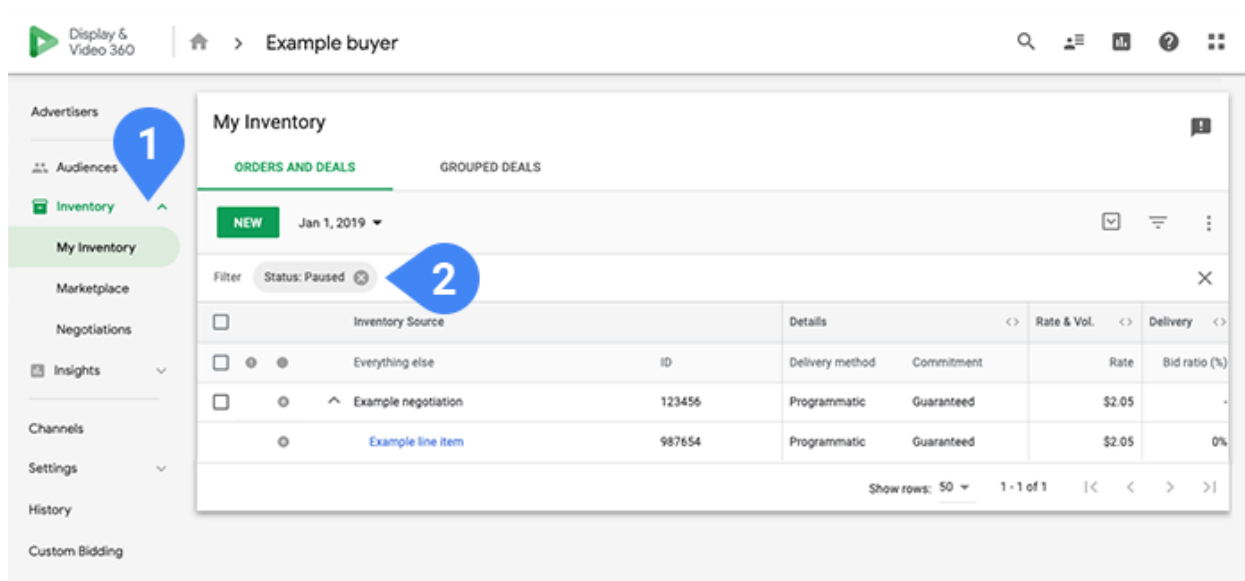 Display &
Video 360
Example buyer
Advertisers
1
Audiences
Inventory
My Inventory
Marketplace
Negotiations
Insights
Channels
Settings
History
Custom Bidding
My Inventory
ORDERS AND DEALS GROUPED DEALS
NEW Jan 1, 2019
Filter Status: Paused 2
Inventory Source Details Rate & Vol. Delivery
Everything else ID Delivery method Commitment Rate Bid ratio (%)
Example negotiation 123456 Programmatic Guaranteed $2.05 -
Example line item 987654 Programmatic Guaranteed $2.05 0%
Show rows: 50 1 - 1 of 1